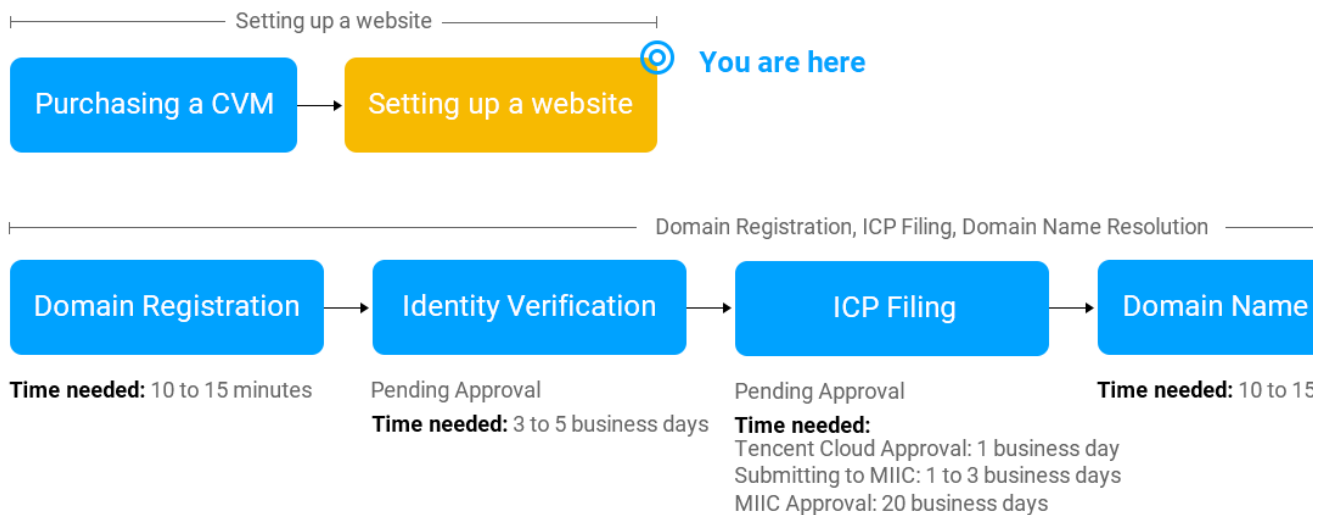 Setting up a website
You are here
Purchasing a CVM
Setting up a website
Domain Registration, ICP Filing, Domain Name Resolution
Domain Registration
Identity Verification
ICP Filing
Domain Name
Time needed: 10 to 15 minutes
Pending Approval
Time needed: 3 to 5 business days
Pending Approval
Time needed:
Tencent Cloud Approval: 1 business day
Submitting to MIIC: 1 to 3 business days
MIIC Approval: 20 business days
Time needed: 10 to 15